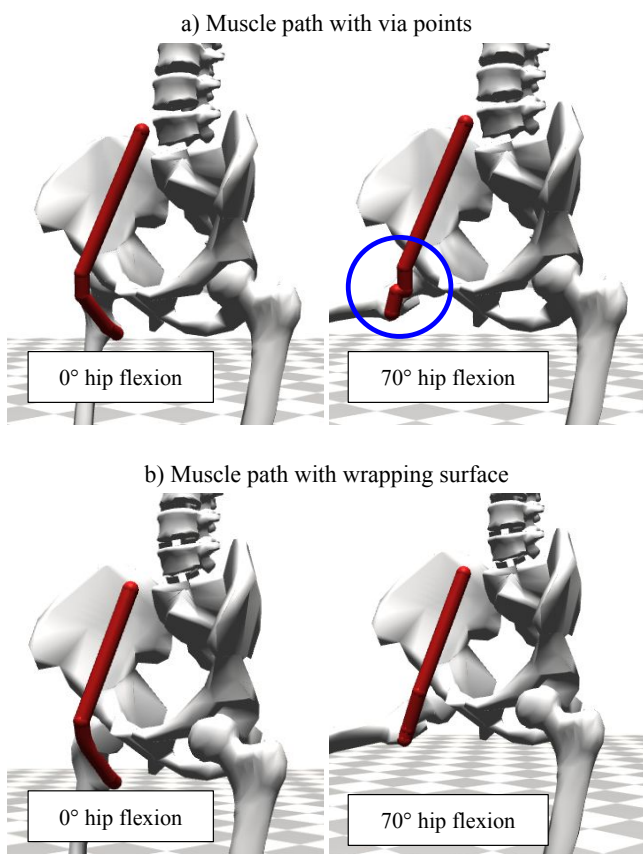 a) Muscle path with via points
0° hip flexion
70° hip flexion
b) Muscle path with wrapping surface
0° hip flexion
70° hip flexion